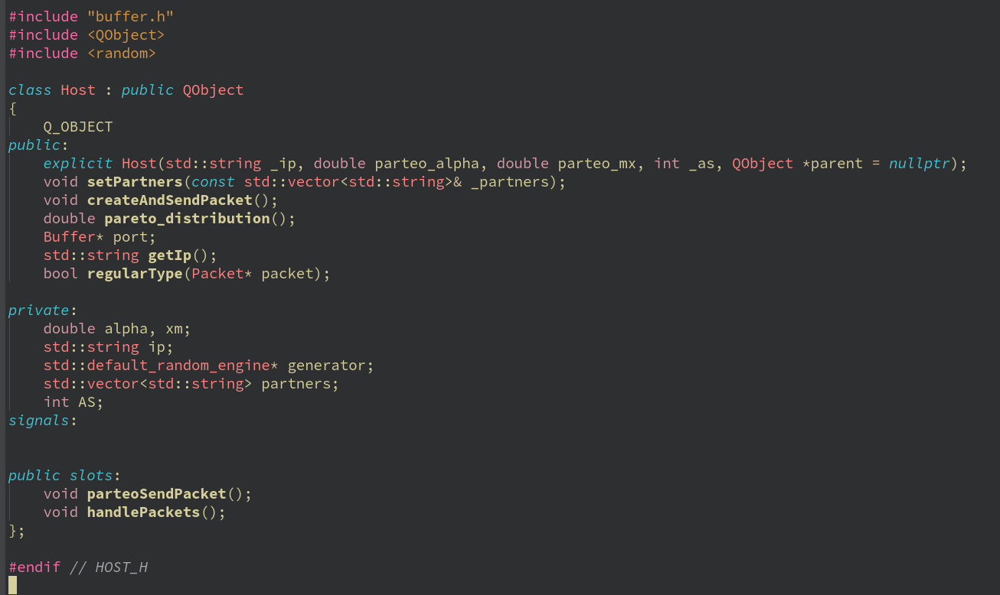 #include "buffer.h"
#include <QObject>
#include <random>

class Host : public QObject
{
    Q_OBJECT
public:
    explicit Host(std::string _ip, double parteo_alpha, double parteo_mx, int _as, QObject *parent = nullptr);
    void setPartners(const std::vector<std::string>& _partners);
    void createAndSendPacket();
    double pareto_distribution();
    Buffer* port;
    std::string getIp();
    bool regularType(Packet* packet);

private:
    double alpha, xm;
    std::string ip;
    std::default_random_engine* generator;
    std::vector<std::string> partners;
    int AS;
signals:


public slots:
    void parteoSendPacket();
    void handlePackets();
};

#endif // HOST_H